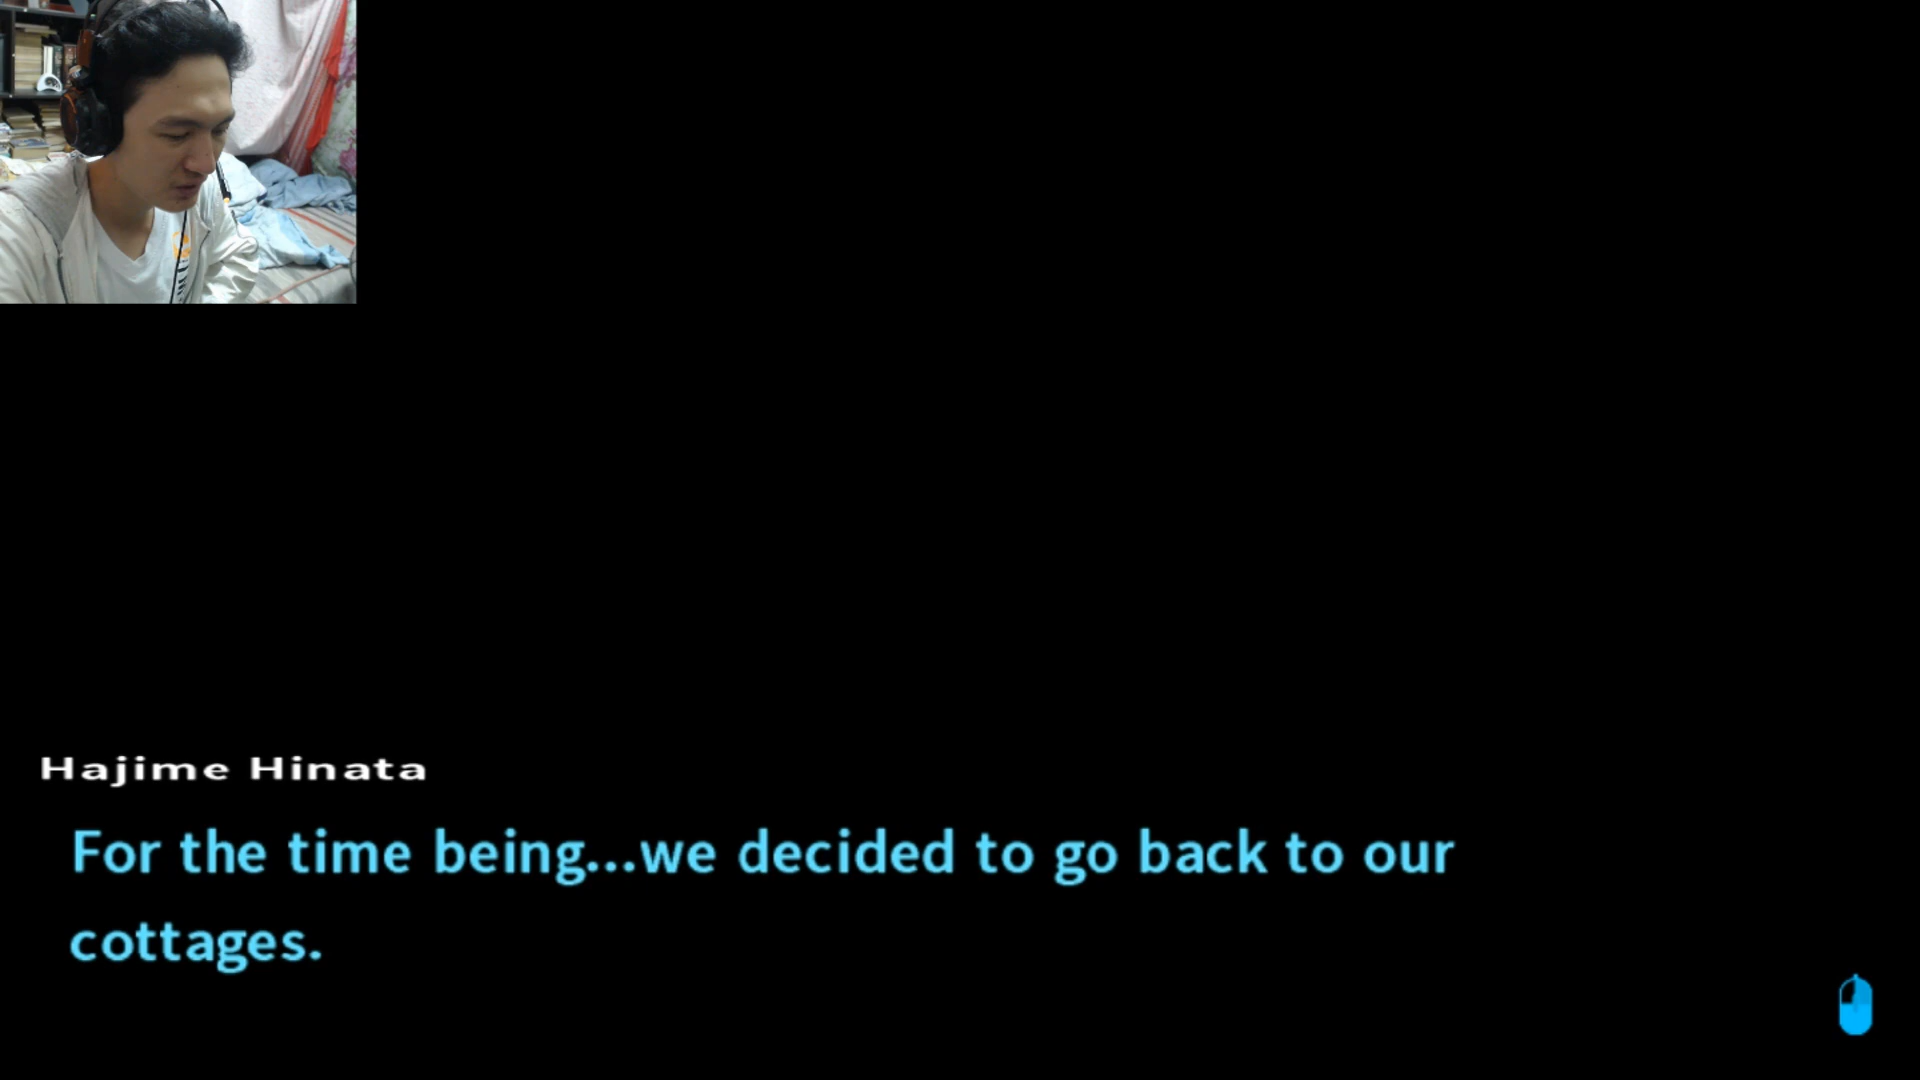 Hajime Hinata
For the time being...we decided to go back to our
cottages.